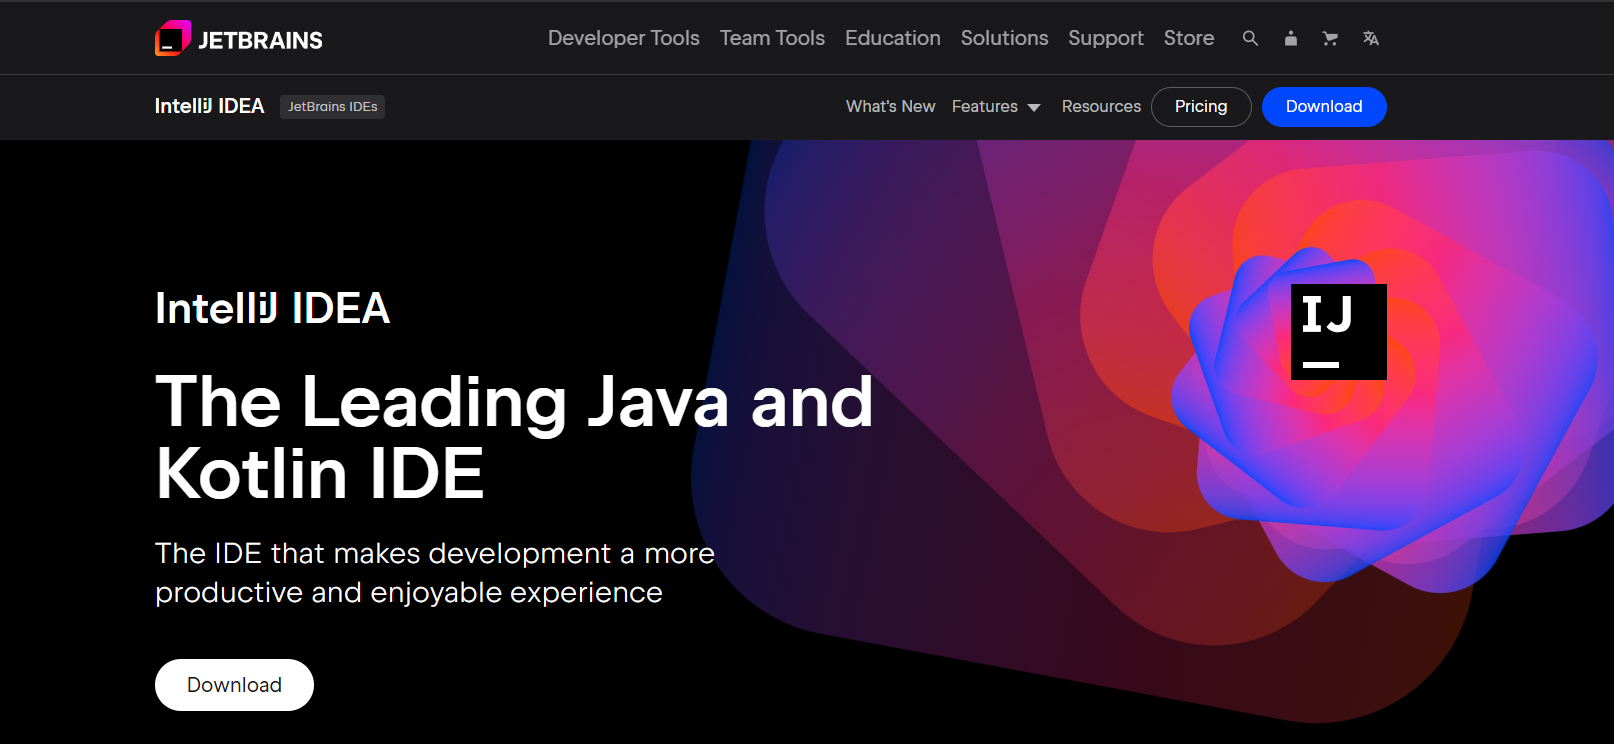 JETBRAINS
Developer Tools Team Tools Education Solutions Support Store
IntelliJ IDEA JetBrains IDEs
What's New Features Resources Pricing Download
IJ
IntelliJ IDEA
The Leading Java and
Kotlin IDE
The IDE that makes development a more
productive and enjoyable experience
Download